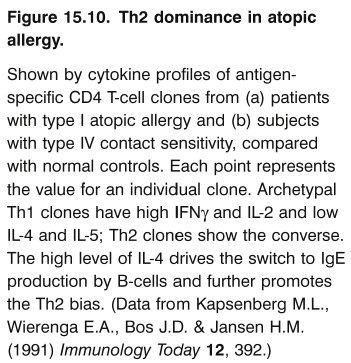 Figure 15.10. Th2 dominance in atopic
allergy.
Shown by cytokine profiles of antigen-
specific CD4 T-cell clones from (a) patients
with type I atopic allergy and (b) subjects
with type IV contact sensitivity, compared
with normal controls. Each point represents
the value for an individual clone. Archetypal
Th1 clones have high IFNγ and IL-2 and low
IL-4 and IL-5; Th2 clones show the converse.
The high level of IL-4 drives the switch to IgE
production by B-cells and further promotes
the Th2 bias. (Data from Kapsenberg M.L.,
Wierenga E.A., Bos J.D. & Jansen H.M.
(1991) Immunology Today 12, 392.)